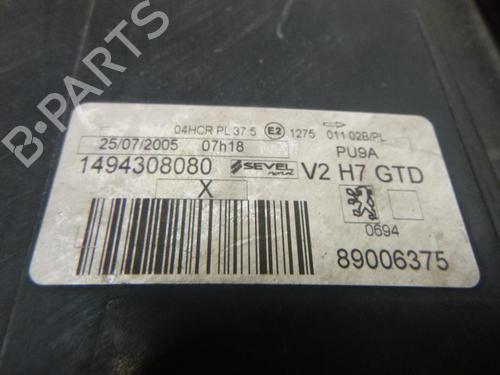 04HCR PL 37.5 E2 1275 011 02B/PL
25/07/2005 07h18 PU9A
1494308080 SEVEL nord V2 H7 GTD
X
0694
89006375